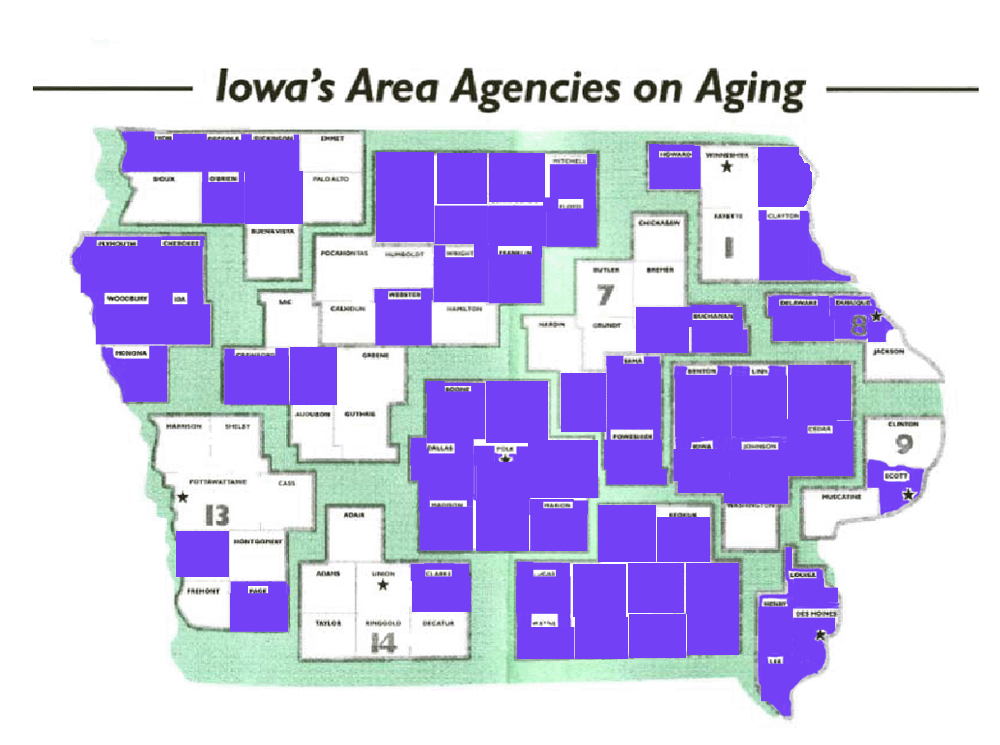 Iowa's Area Agencies on Aging
LYON OSCEOLA DICKINSON EMMET
SIOUX O'BRIEN PALO ALTO
MITCHELL
FLOYD
HOWARD WINNESHIEK
FAYETTE CLAYTON
1
BUENA VISTA
CHICKASAW
PLYMOUTH CHEROKEE
POCAHONTAS HUMBOLDT WRIGHT FRANKLIN
BUTLER BREMER
7
WOODBURY IDA
SAC
CALHOUN WEBSTER HAMILTON
HARDIN GRUNDY BUCHANAN
DELAWARE DUBUQUE
8
JACKSON
MONONA CRAWFORD GREENE
TAMA
BENTON LINN
AUDUBON GUTHRIE
BOONE
HARRISON SHELBY
DALLAS POLK
POWESHIEK IOWA JOHNSON CEDAR
CLINTON
9
SCOTT
MUSCATINE
POTTAWATTAMIE CASS
13
ADAIR
MADISON MARION
KEOKUK WASHINGTON
MONTGOMERY
FREMONT PAGE
ADAMS UNION CLARKE
TAYLOR RINGGOLD DECATUR
14
LUCAS
WAYNE
LOUISA
HENRY
DES MOINES
LEE